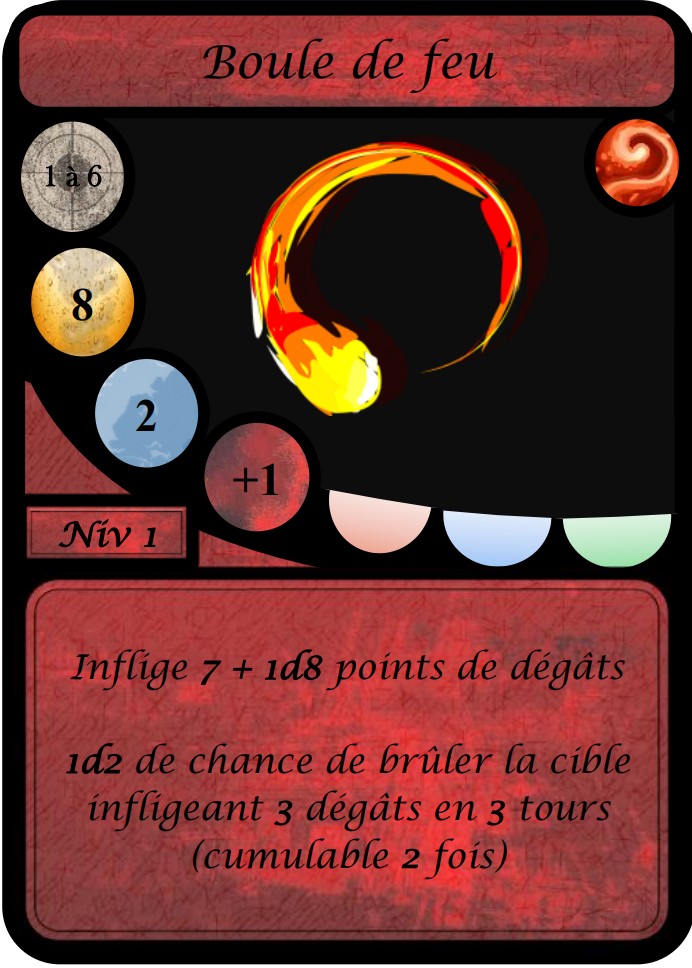 Boule de feu
1 à 6
8
2
+1
Niv 1
Inflige 7 + 1d8 points de dégâts
1d2 de chance de brûler la cible
infligeant 3 dégâts en 3 tours
(cumulable 2 fois)